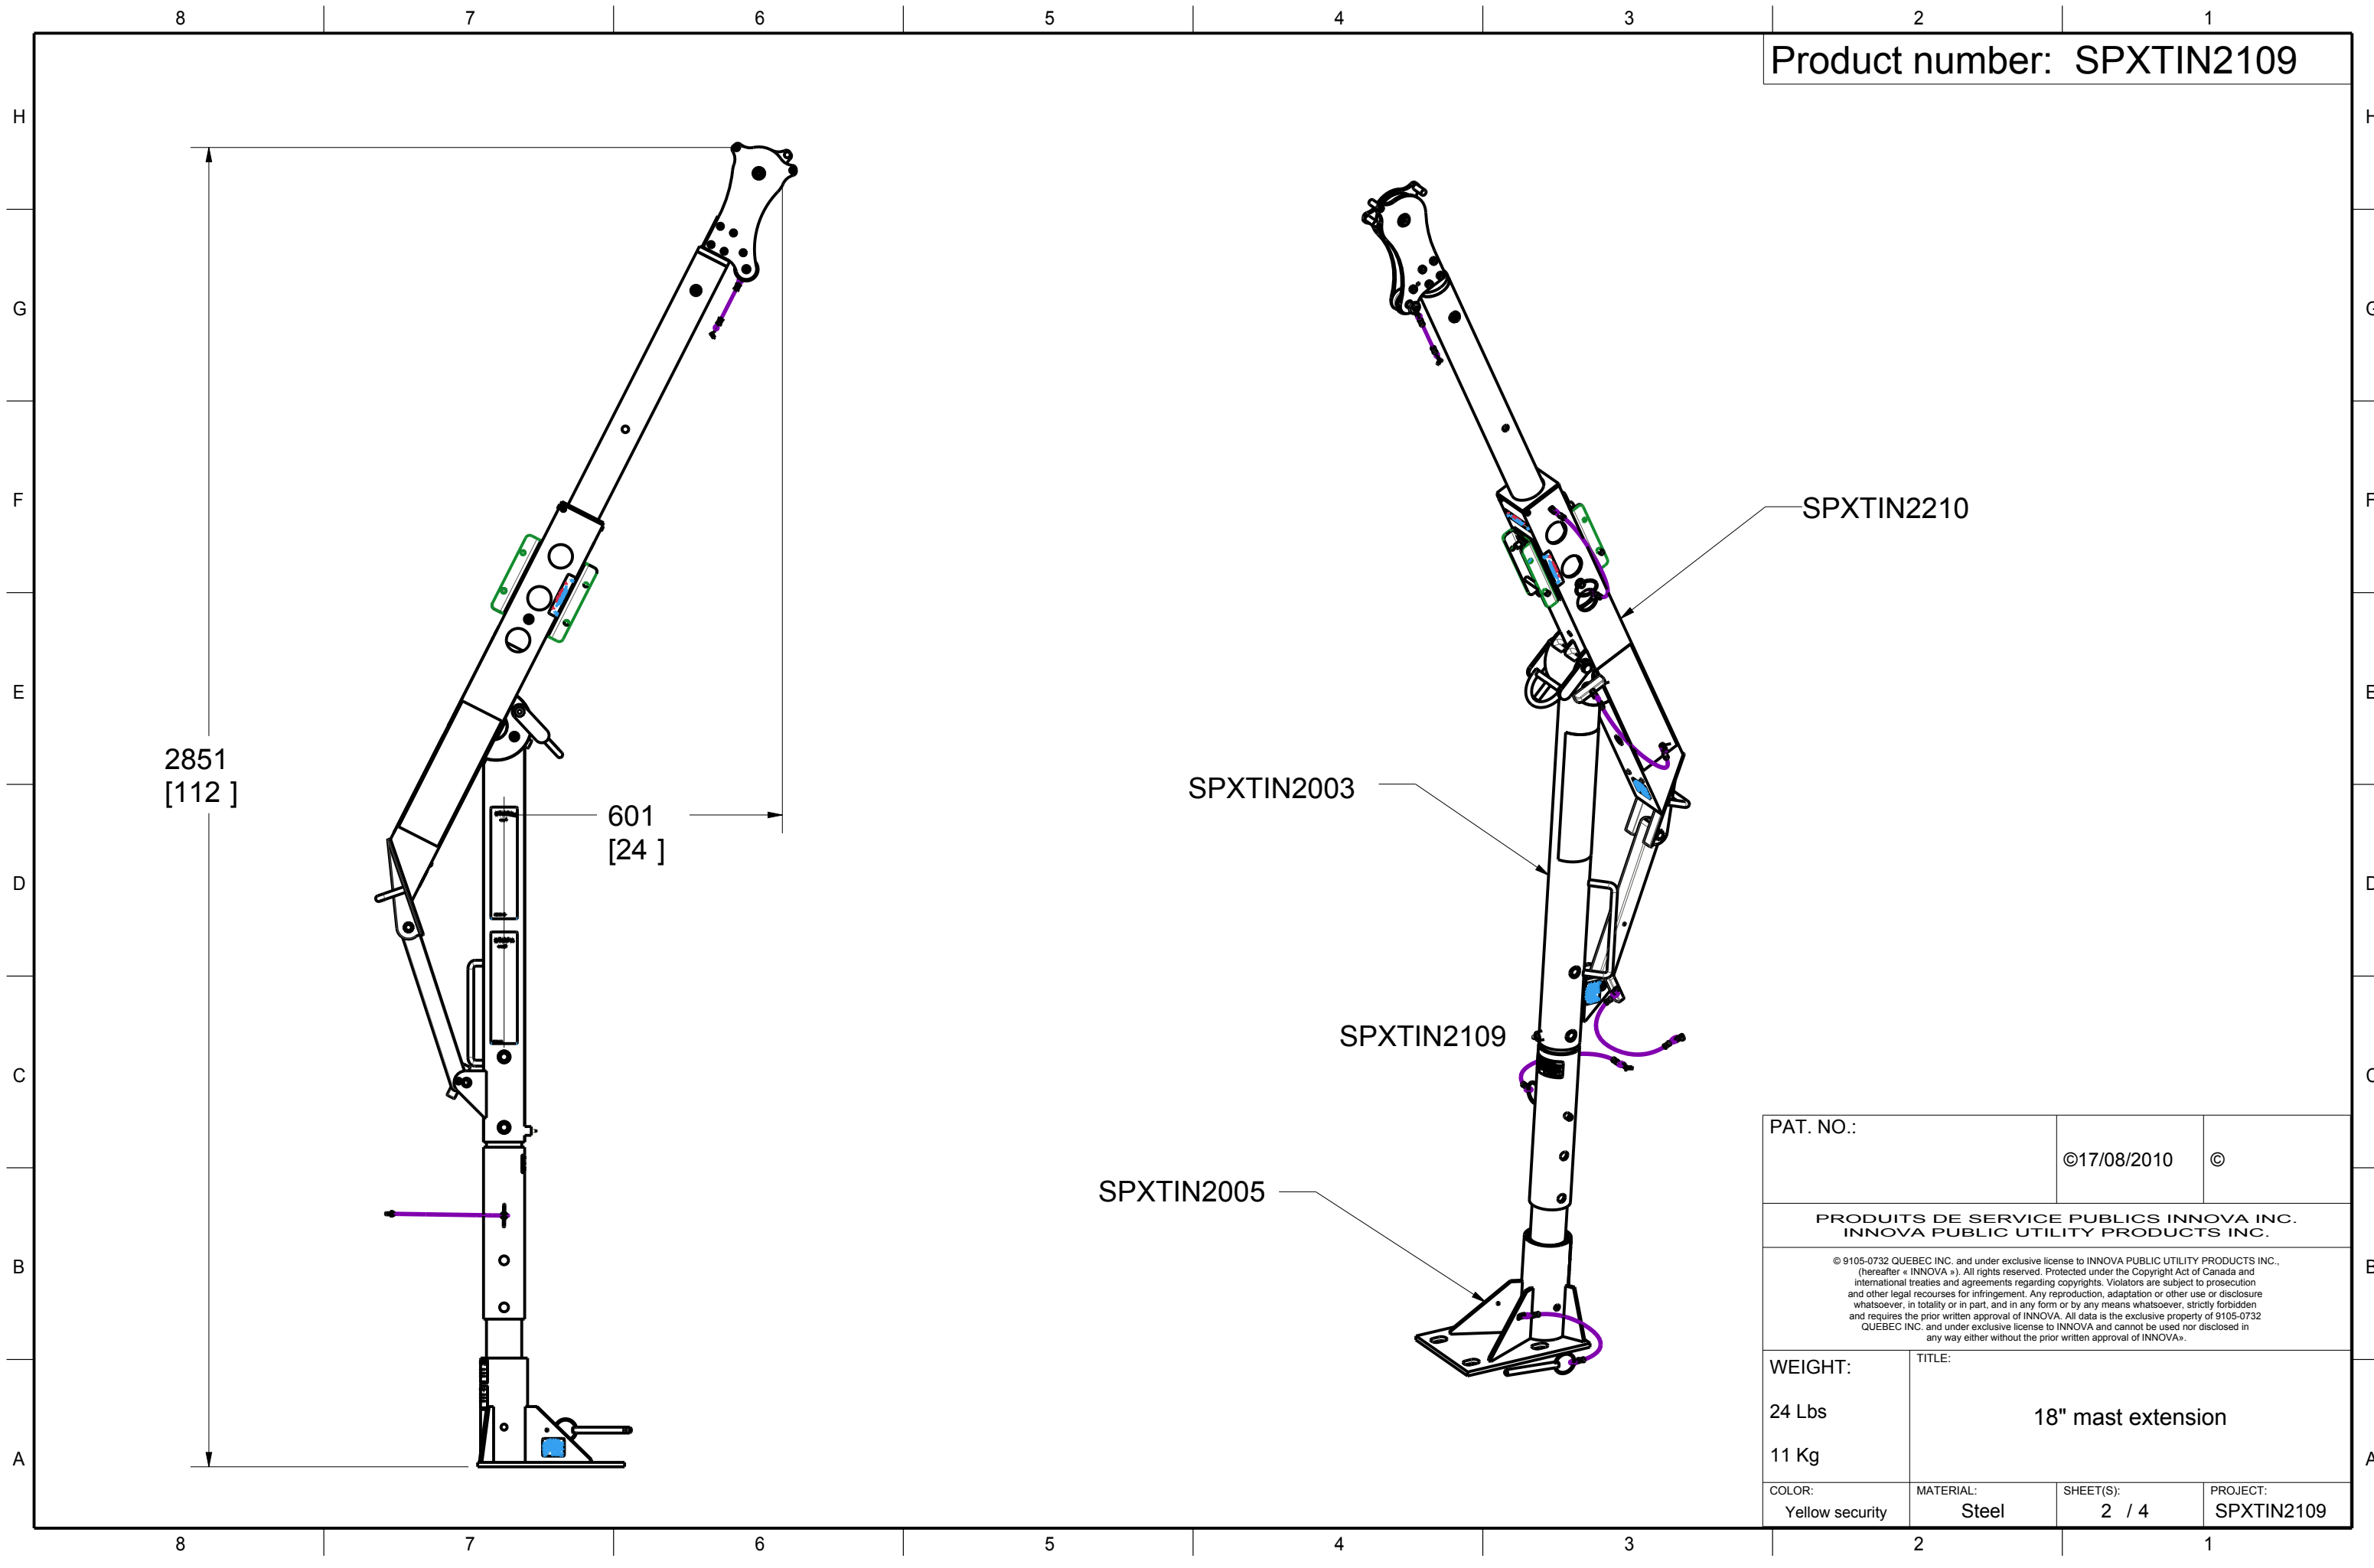 8 7 6 5 4 3 2 1
Product number: SPXTIN2109
H H
G G
F F
SPXTIN2210
E E
2851
[112 ]
SPXTIN2003
601
[24 ]
D D
SPXTIN2109
C C
PAT. NO.:
©17/08/2010 ©
SPXTIN2005
PRODUITS DE SERVICE PUBLICS INNOVA INC.
INNOVA PUBLIC UTILITY PRODUCTS INC.
B B
© 9105-0732 QUEBEC INC. and under exclusive license to INNOVA PUBLIC UTILITY PRODUCTS INC.,
(hereafter « INNOVA »). All rights reserved. Protected under the Copyright Act of Canada and
international treaties and agreements regarding copyrights. Violators are subject to prosecution
and other legal recourses for infringement. Any reproduction, adaptation or other use or disclosure
whatsoever, in totality or in part, and in any form or by any means whatsoever, strictly forbidden
and requires the prior written approval of INNOVA. All data is the exclusive property of 9105-0732
QUEBEC INC. and under exclusive license to INNOVA and cannot be used nor disclosed in
any way either without the prior written approval of INNOVA».
WEIGHT:
24 Lbs
11 Kg
TITLE:
18" mast extension
A A
COLOR:
Yellow security
MATERIAL:
Steel
SHEET(S):
2 / 4
PROJECT:
SPXTIN2109
8 7 6 5 4 3 2 1